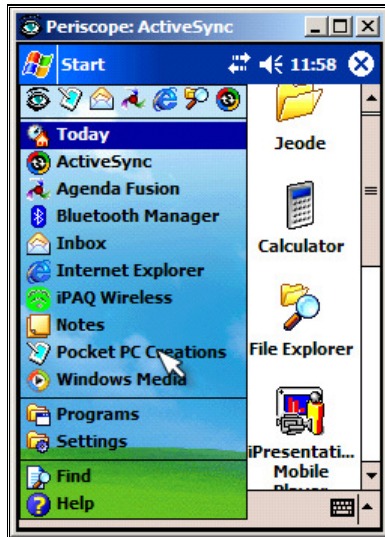 Periscope: ActiveSync
Start 11:58
Today
ActiveSync
Agenda Fusion
Bluetooth Manager
Inbox
Internet Explorer
iPAQ Wireless
Notes
Pocket PC Creations
Windows Media
Programs
Settings
Find
Help
Jeode
Calculator
File Explorer
iPresentati...
Mobile